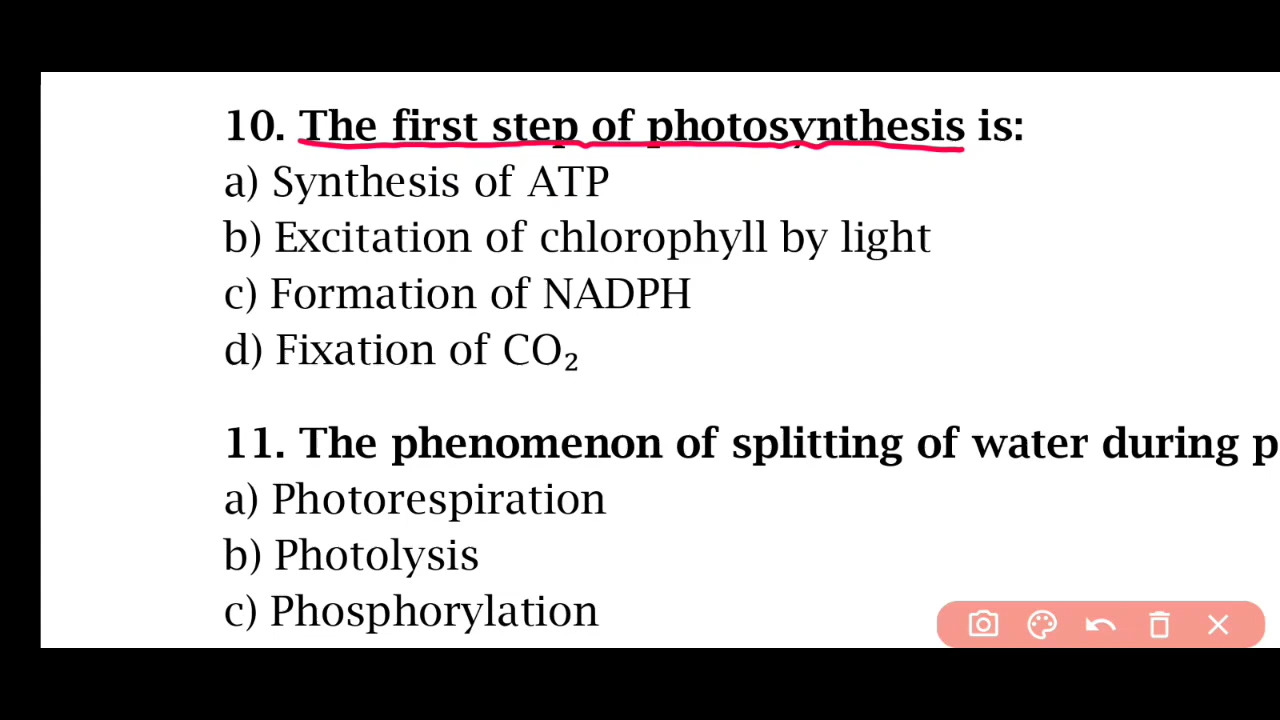 10. The first step of photosynthesis is:
a) Synthesis of ATP
b) Excitation of chlorophyll by light
c) Formation of NADPH
d) Fixation of CO₂
11. The phenomenon of splitting of water during p
a) Photorespiration
b) Photolysis
c) Phosphorylation